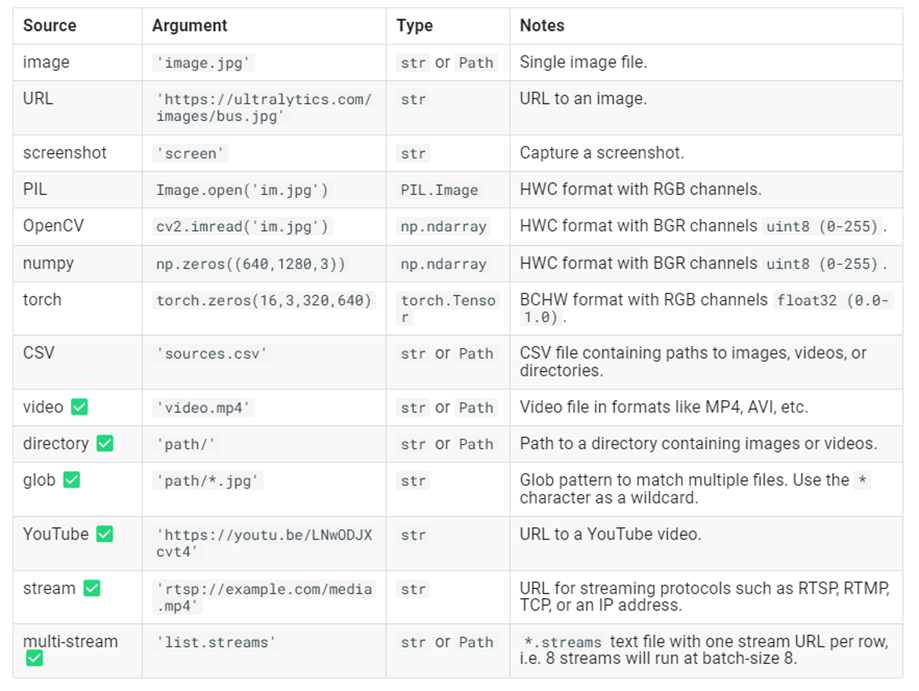 Source Argument Type Notes
image 'image.jpg' str or Path Single image file.
URL 'https://ultralytics.com/ str URL to an image.
images/bus.jpg'
screenshot 'screen' str Capture a screenshot.
PIL Image.open('im.jpg') PIL.Image HWC format with RGB channels.
OpenCV cv2.imread('im.jpg') np.ndarray HWC format with BGR channels uint8 (0-255).
numpy np.zeros((640,1280,3)) np.ndarray HWC format with BGR channels uint8 (0-255).
torch torch.zeros(16,3,320,640) torch.Tenso BCHW format with RGB channels float32 (0.0-
r 1.0).
CSV 'sources.csv' str or Path CSV file containing paths to images, videos, or
directories.
video ✅ 'video.mp4' str or Path Video file in formats like MP4, AVI, etc.
directory ✅ 'path/' str or Path Path to a directory containing images or videos.
glob ✅ 'path/*.jpg' str Glob pattern to match multiple files. Use the *
character as a wildcard.
YouTube ✅ 'https://youtu.be/LNwODJX str URL to a YouTube video.
cvt4'
stream ✅ 'rtsp://example.com/media str URL for streaming protocols such as RTSP, RTMP,
.mp4' TCP, or an IP address.
multi-stream 'list.streams' str or Path *.streams text file with one stream URL per row,
✅ i.e. 8 streams will run at batch-size 8.